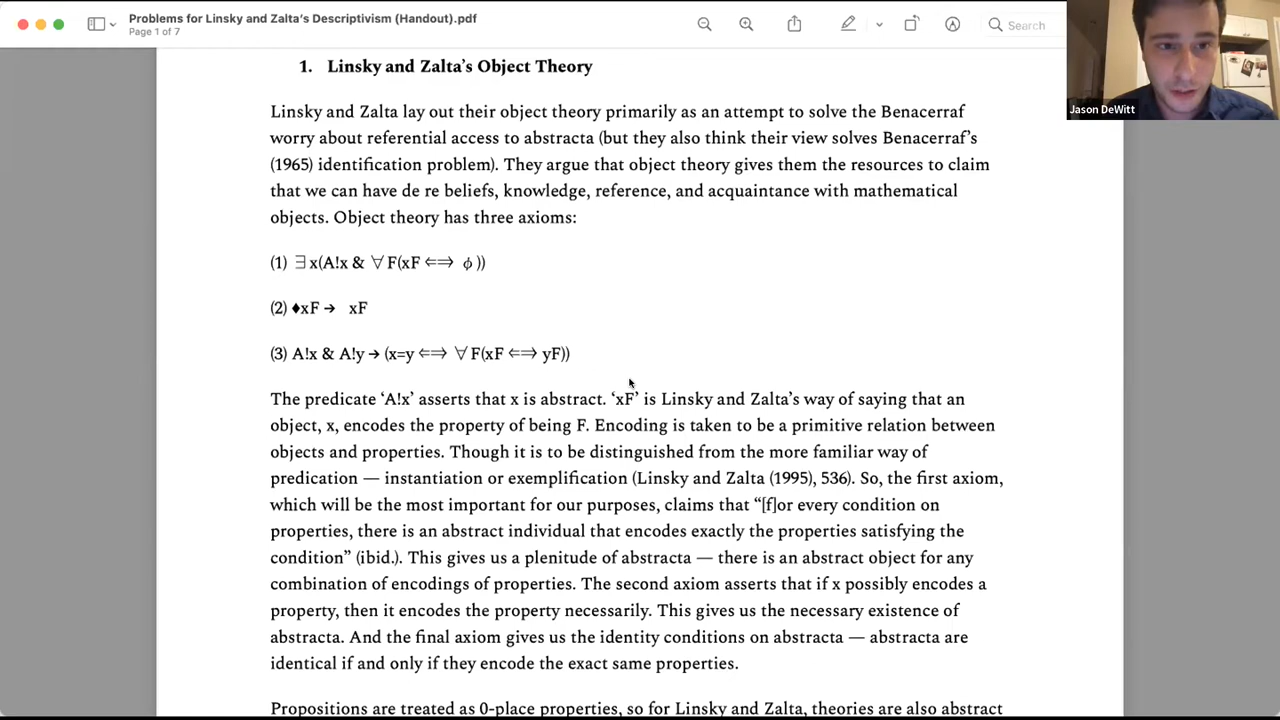 Problems for Linsky and Zalta's Descriptivism (Handout).pdf
Page 1 of 7
Search
Jason DeWitt
1. Linsky and Zalta's Object Theory
Linsky and Zalta lay out their object theory primarily as an attempt to solve the Benacerraf
worry about referential access to abstracta (but they also think their view solves Benacerraf's
(1965) identification problem). They argue that object theory gives them the resources to claim
that we can have de re beliefs, knowledge, reference, and acquaintance with mathematical
objects. Object theory has three axioms:
(1) ∃x(A!x & ∀F(xF ⟺ ϕ))
(2) ♦xF → xF
(3) A!x & A!y → (x=y ⟺ ∀F(xF ⟺ yF))
The predicate ‘A!x’ asserts that x is abstract. ‘xF’ is Linsky and Zalta's way of saying that an
object, x, encodes the property of being F. Encoding is taken to be a primitive relation between
objects and properties. Though it is to be distinguished from the more familiar way of
predication — instantiation or exemplification (Linsky and Zalta (1995), 536). So, the first axiom,
which will be the most important for our purposes, claims that “[f]or every condition on
properties, there is an abstract individual that encodes exactly the properties satisfying the
condition” (ibid.). This gives us a plenitude of abstracta — there is an abstract object for any
combination of encodings of properties. The second axiom asserts that if x possibly encodes a
property, then it encodes the property necessarily. This gives us the necessary existence of
abstracta. And the final axiom gives us the identity conditions on abstracta — abstracta are
identical if and only if they encode the exact same properties.
Propositions are treated as 0-place properties, so for Linsky and Zalta, theories are also abstract